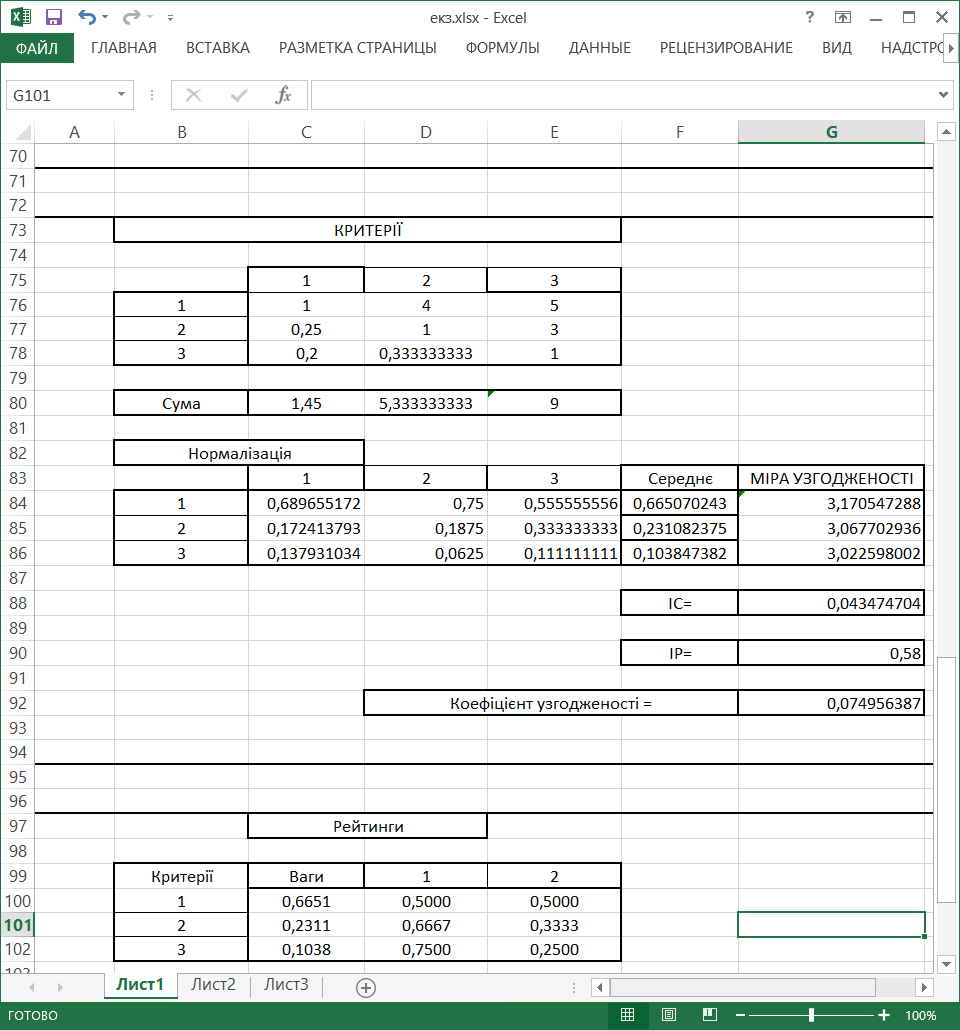 екз.xlsx - Excel
ФАЙЛ ГЛАВНАЯ ВСТАВКА РАЗМЕТКА СТРАНИЦЫ ФОРМУЛЫ ДАННЫЕ РЕЦЕНЗИРОВАНИЕ ВИД НАДСТРО
G101 fx
A B C D E F G
70
71
72
73 КРИТЕРІЇ
74
75 1 2 3
76 1 1 4 5
77 2 0,25 1 3
78 3 0,2 0,333333333 1
79
80 Сума 1,45 5,333333333 9
81
82 Нормалізація
83 1 2 3 Середнє МІРА УЗГОДЖЕНОСТІ
84 1 0,689655172 0,75 0,555555556 0,665070243 3,170547288
85 2 0,172413793 0,1875 0,333333333 0,231082375 3,067702936
86 3 0,137931034 0,0625 0,111111111 0,103847382 3,022598002
87
88 ІС= 0,043474704
89
90 ІР= 0,58
91
92 Коефіцієнт узгодженості = 0,074956387
93
94
95
96
97 Рейтинги
98
99 Критерії Ваги 1 2
100 1 0,6651 0,5000 0,5000
101 2 0,2311 0,6667 0,3333
102 3 0,1038 0,7500 0,2500
103
Лист1 Лист2 Лист3
ГОТОВО 100%